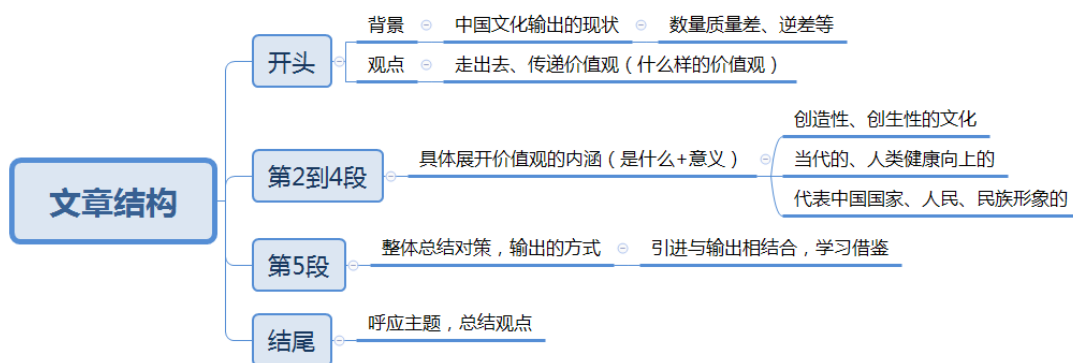 文章结构
开头
背景
中国文化输出的现状
数量质量差、逆差等
观点
走出去、传递价值观（什么样的价值观）
第2到4段
具体展开价值观的内涵（是什么+意义）
创造性、创生性的文化
当代的、人类健康向上的
代表中国国家、人民、民族形象的
第5段
整体总结对策，输出的方式
引进与输出相结合，学习借鉴
结尾
呼应主题，总结观点